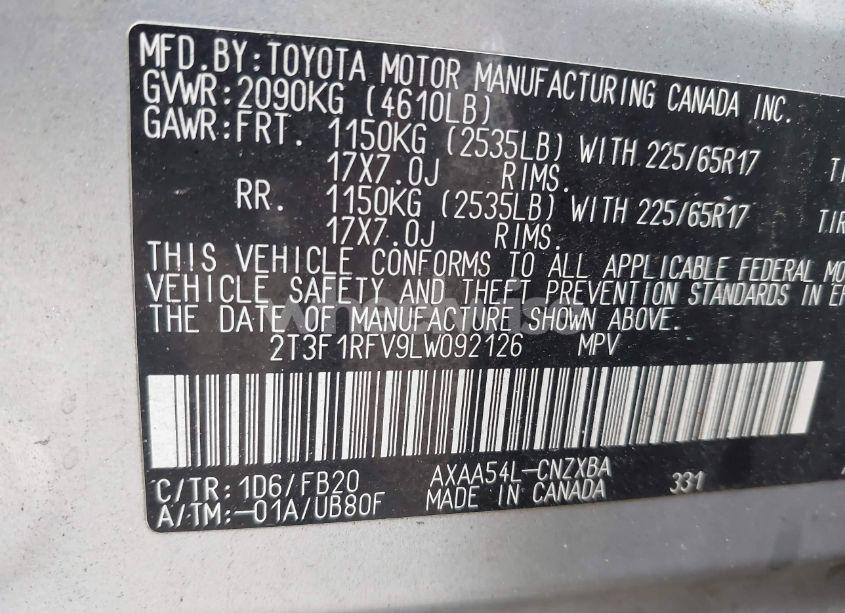 MFD.BY:TOYOTA MOTOR MANUFACTURING CANADA INC.
GVWR:2090KG (4610LB)
GAWR:FRT. 1150KG (2535LB) WITH 225/65R17
17X7.0J RIMS.
RR. 1150KG (2535LB) WITH 225/65R17
17X7.0J RIMS.
THIS VEHICLE CONFORMS TO ALL APPLICABLE FEDERAL
VEHICLE SAFETY AND THEFT PREVENTION STANDARDS IN
THE DATE OF MANUFACTURE SHOWN ABOVE.
2T3F1RFV9LW092126 MPV
C/TR: 1D6/FB20 AXAA54L-CNZXBA 331
A/TM:-01A/UB80F MADE IN CANADA